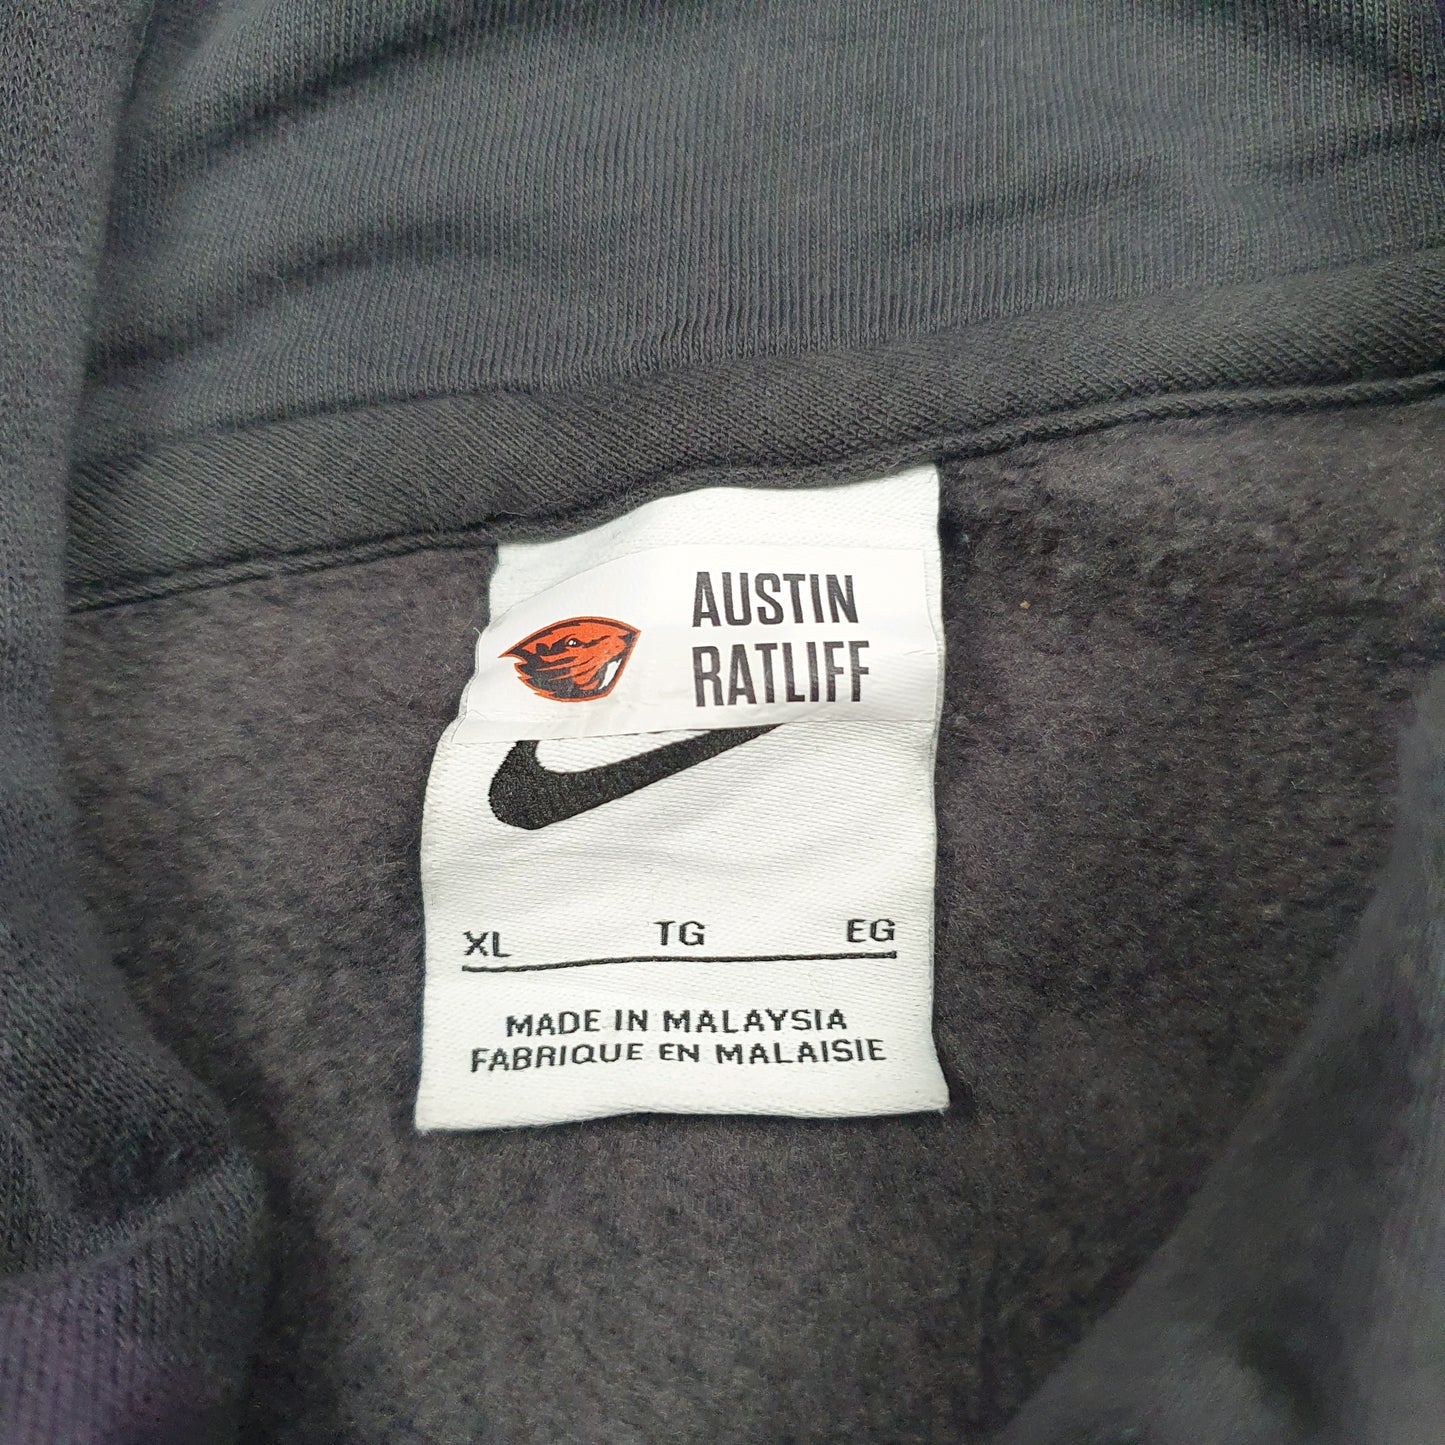 AUSTIN
RATLIFF
XL TG EG
MADE IN MALAYSIA
FABRIQUE EN MALAISIE